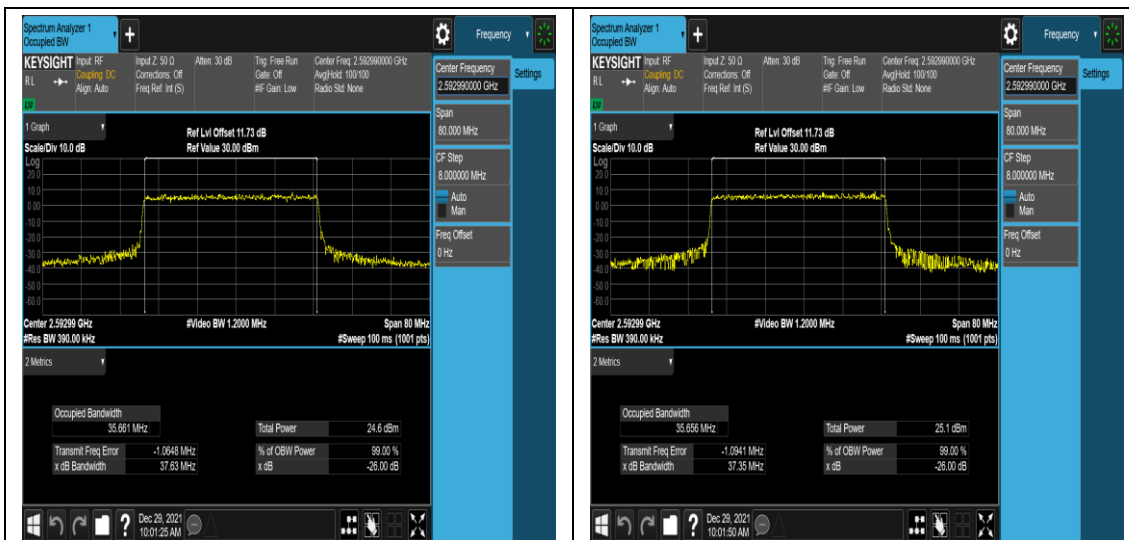 Spectrum Analyzer 1
Occupied BW
+
Frequency
KEYSIGHT Input: RF
RL
Coupling: DC
Align: Auto
Input Z: 50 Ω
Corrections: Off
Freq Ref: Int (S)
Atten: 30 dB
Trig: Free Run
Gate: Off
#IF Gain: Low
Center Freq: 2.592990000 GHz
Avg|Hold: 100/100
Radio Std: None
LXI
Center Frequency
2.592990000 GHz
Settings
Span
80.000 MHz
CF Step
8.000000 MHz
Auto
Man
Freq Offset
0 Hz
1 Graph
Scale/Div 10.0 dB
Ref Lvl Offset 11.73 dB
Ref Value 30.00 dBm
Log
20.0
10.0
0.00
-10.0
-20.0
-30.0
-40.0
-50.0
-60.0
Center 2.59299 GHz
#Res BW 390.00 kHz
#Video BW 1.2000 MHz
Span 80 MHz
#Sweep 100 ms (1001 pts)
2 Metrics
Occupied Bandwidth
35.661 MHz
Total Power 24.6 dBm
Transmit Freq Error -1.0648 MHz
% of OBW Power 99.00 %
x dB Bandwidth 37.63 MHz
x dB -26.00 dB
?
Dec 29, 2021
10:01:25 AM
Spectrum Analyzer 1
Occupied BW
+
Frequency
KEYSIGHT Input: RF
RL
Coupling: DC
Align: Auto
Input Z: 50 Ω
Corrections: Off
Freq Ref: Int (S)
Atten: 30 dB
Trig: Free Run
Gate: Off
#IF Gain: Low
Center Freq: 2.592990000 GHz
Avg|Hold: 100/100
Radio Std: None
LXI
Center Frequency
2.592990000 GHz
Settings
Span
80.000 MHz
CF Step
8.000000 MHz
Auto
Man
Freq Offset
0 Hz
1 Graph
Scale/Div 10.0 dB
Ref Lvl Offset 11.73 dB
Ref Value 30.00 dBm
Log
20.0
10.0
0.00
-10.0
-20.0
-30.0
-40.0
-50.0
-60.0
Center 2.59299 GHz
#Res BW 390.00 kHz
#Video BW 1.2000 MHz
Span 80 MHz
#Sweep 100 ms (1001 pts)
2 Metrics
Occupied Bandwidth
35.656 MHz
Total Power 25.1 dBm
Transmit Freq Error -1.0941 MHz
% of OBW Power 99.00 %
x dB Bandwidth 37.35 MHz
x dB -26.00 dB
?
Dec 29, 2021
10:01:50 AM